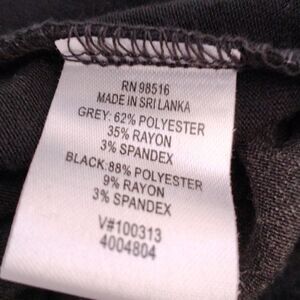 RN 98516
MADE IN SRI LANKA
GREY: 62% POLYESTER
35% RAYON
3% SPANDEX
BLACK: 88% POLYESTER
9% RAYON
3% SPANDEX
V#100313
4004804